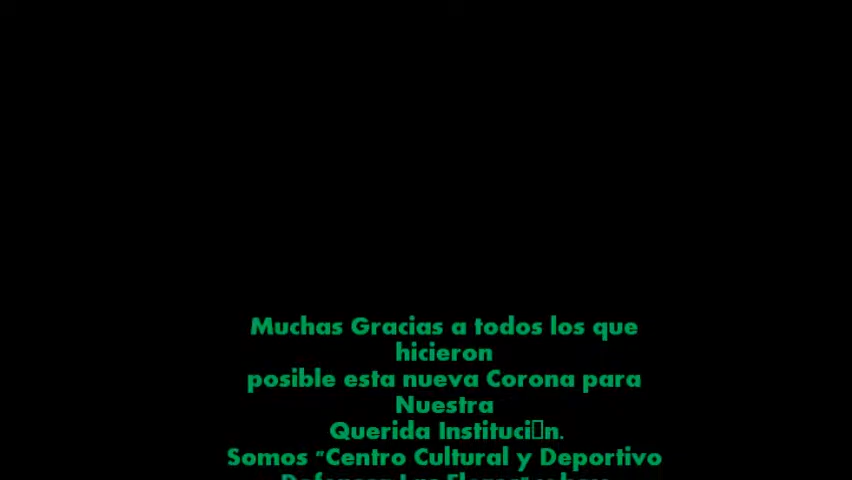 Muchas Gracias a todos los que
hicieron
posible esta nueva Corona para
Nuestra
Querida Instituci▯n.
Somos "Centro Cultural y Deportivo